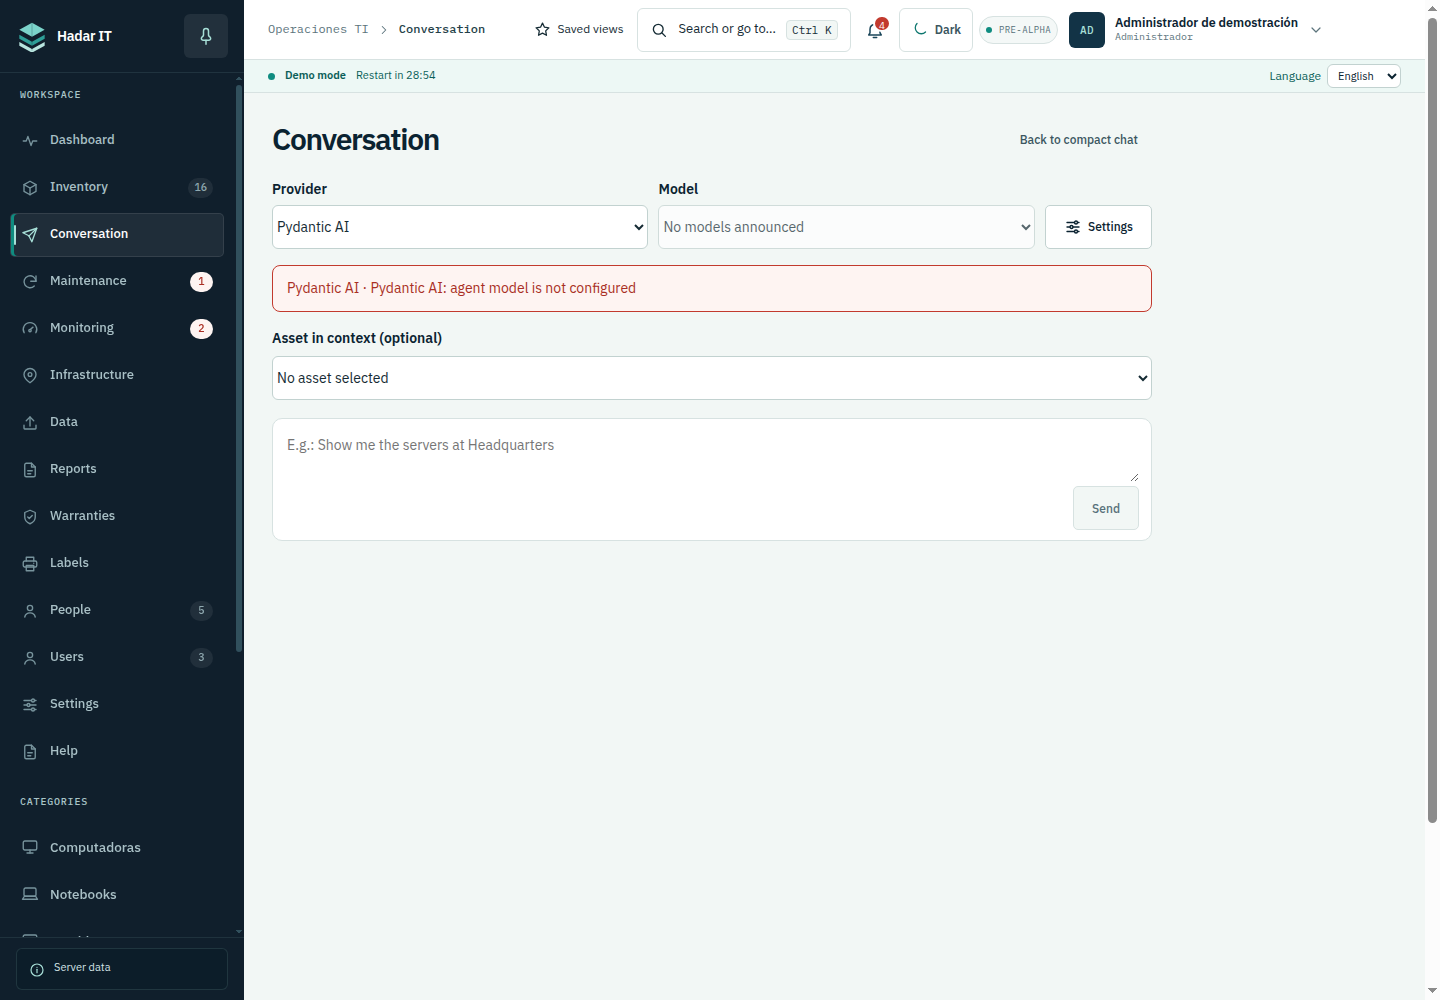 Hadar IT
Operaciones TI > Conversation
Saved views
Search or go to... Ctrl K
4
Dark
PRE-ALPHA
AD
Administrador de demostración
Administrador
Demo mode Restart in 28:54
Language English
WORKSPACE
Dashboard
Inventory 16
Conversation
Maintenance 1
Monitoring 2
Infrastructure
Data
Reports
Warranties
Labels
People 5
Users 3
Settings
Help
CATEGORIES
Computadoras
Notebooks
Server data
Conversation
Back to compact chat
Provider Model
Pydantic AI No models announced Settings
Pydantic AI · Pydantic AI: agent model is not configured
Asset in context (optional)
No asset selected
E.g.: Show me the servers at Headquarters
Send